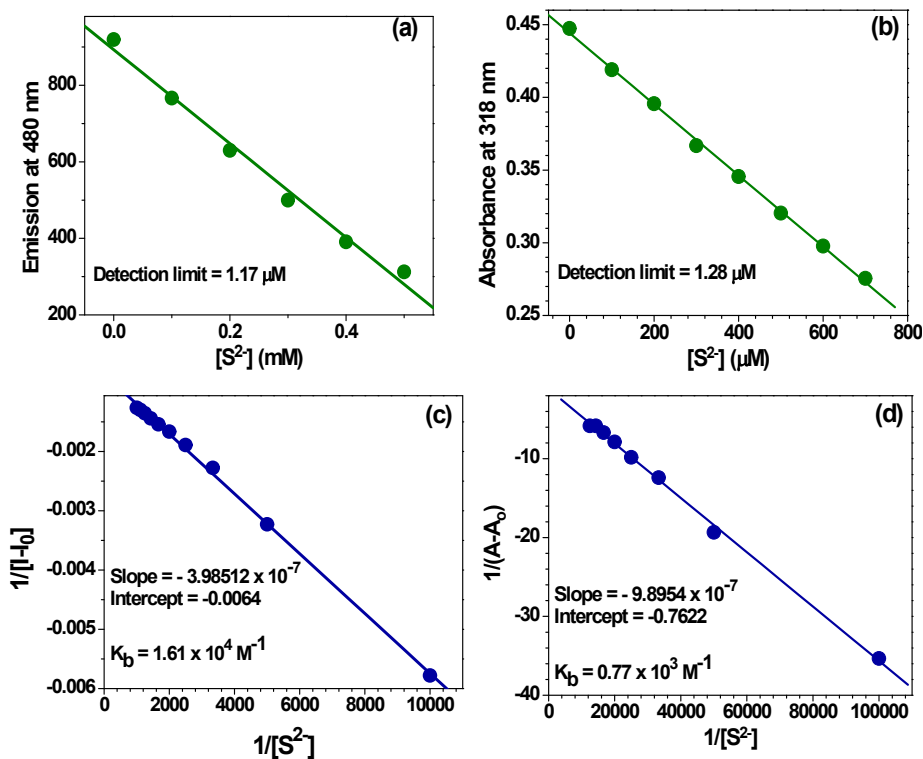 (a)
Emission at 480 nm
800
600
400
200
Detection limit = 1.17 μM
0.0 0.2 0.4
[S²⁻] (mM)
(b)
Absorbance at 318 nm
0.45
0.40
0.35
0.30
0.25
Detection limit = 1.28 μM
0 200 400 600 800
[S²⁻] (μM)
(c)
1/[I-I₀]
-0.002
-0.003
-0.004
-0.005
-0.006
Slope = - 3.98512 x 10⁻⁷
Intercept = -0.0064
K_b = 1.61 x 10⁴ M⁻¹
0 2000 4000 6000 8000 10000
1/[S²⁻]
(d)
1/(A-Aₒ)
-10
-20
-30
-40
Slope = - 9.8954 x 10⁻⁷
Intercept = -0.7622
K_b = 0.77 x 10³ M⁻¹
0 20000 40000 60000 80000 100000
1/[S²⁻]